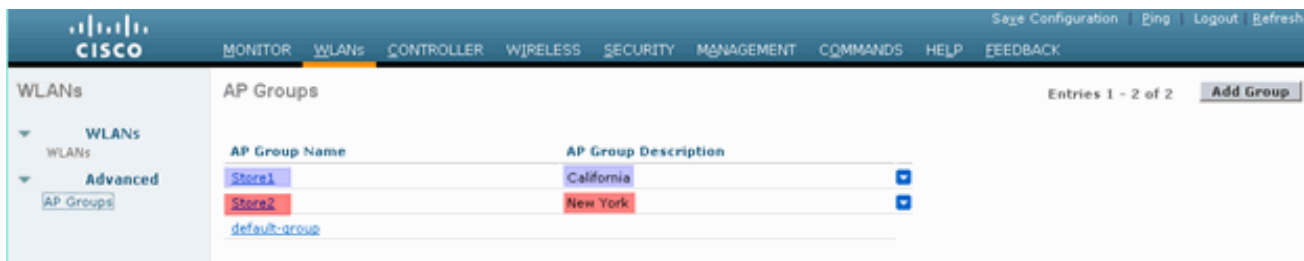 Save Configuration | Ping | Logout | Refresh
CISCO
MONITOR WLANs CONTROLLER WIRELESS SECURITY MANAGEMENT COMMANDS HELP FEEDBACK
WLANs
AP Groups
Entries 1 - 2 of 2
Add Group
WLANs
WLANs
Advanced
AP Groups
AP Group Name AP Group Description
Store1 California
Store2 New York
default-group